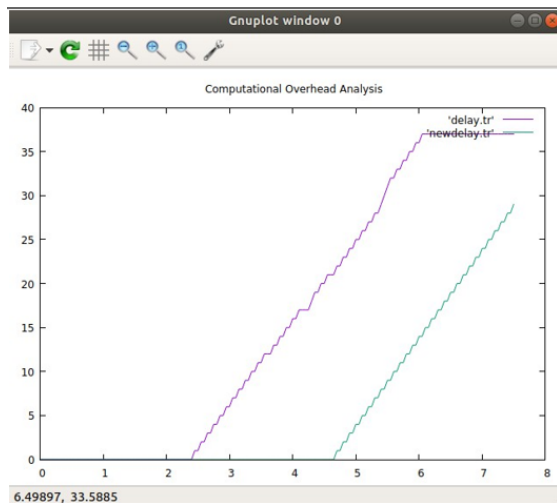 Gnuplot window 0
Computational Overhead Analysis
'delay.tr'
'newdelay.tr'
40
35
30
25
20
15
10
5
0
0 1 2 3 4 5 6 7 8
6.49897, 33.5885